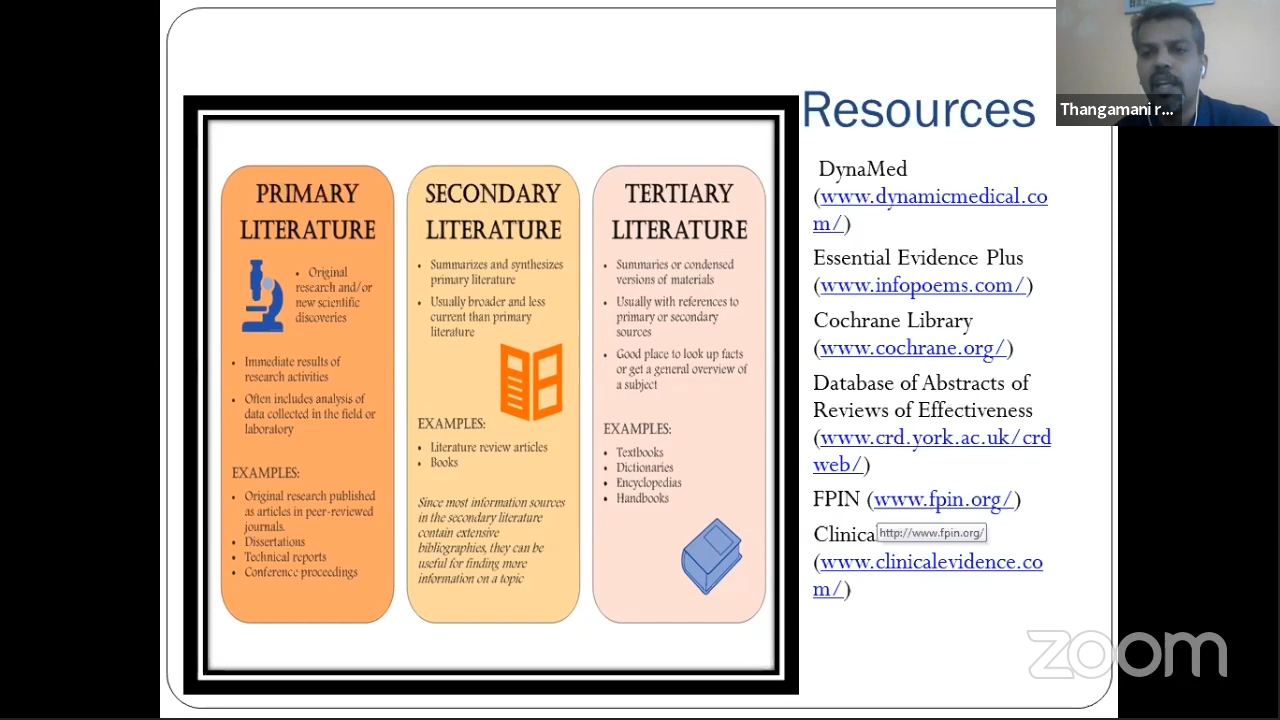 Resources
Thangamani r...
PRIMARY
LITERATURE
• Original
research and/or
new scientific
discoveries
• Immediate results of
research activities
• Often includes analysis of
data collected in the field or
laboratory
EXAMPLES:
• Original research published
as articles in peer-reviewed
journals.
• Dissertations
• Technical reports
• Conference proceedings
SECONDARY
LITERATURE
• Summarizes and synthesizes
primary literature
• Usually broader and less
current than primary
literature
EXAMPLES:
• Literature review articles
• Books
Since most information sources
in the secondary literature
contain extensive
bibliographies, they can be
useful for finding more
information on a topic
TERTIARY
LITERATURE
• Summaries or condensed
versions of materials
• Usually with references to
primary or secondary
sources
• Good place to look up facts
or get a general overview of
a subject
EXAMPLES:
• Textbooks
• Dictionaries
• Encyclopedias
• Handbooks
DynaMed
(www.dynamicmedical.co
m/)
Essential Evidence Plus
(www.infopoems.com/)
Cochrane Library
(www.cochrane.org/)
Database of Abstracts of
Reviews of Effectiveness
(www.crd.york.ac.uk/crd
web/)
FPIN (www.fpin.org/)
Clinica
http://www.fpin.org/
(www.clinicalevidence.co
m/)
zoom